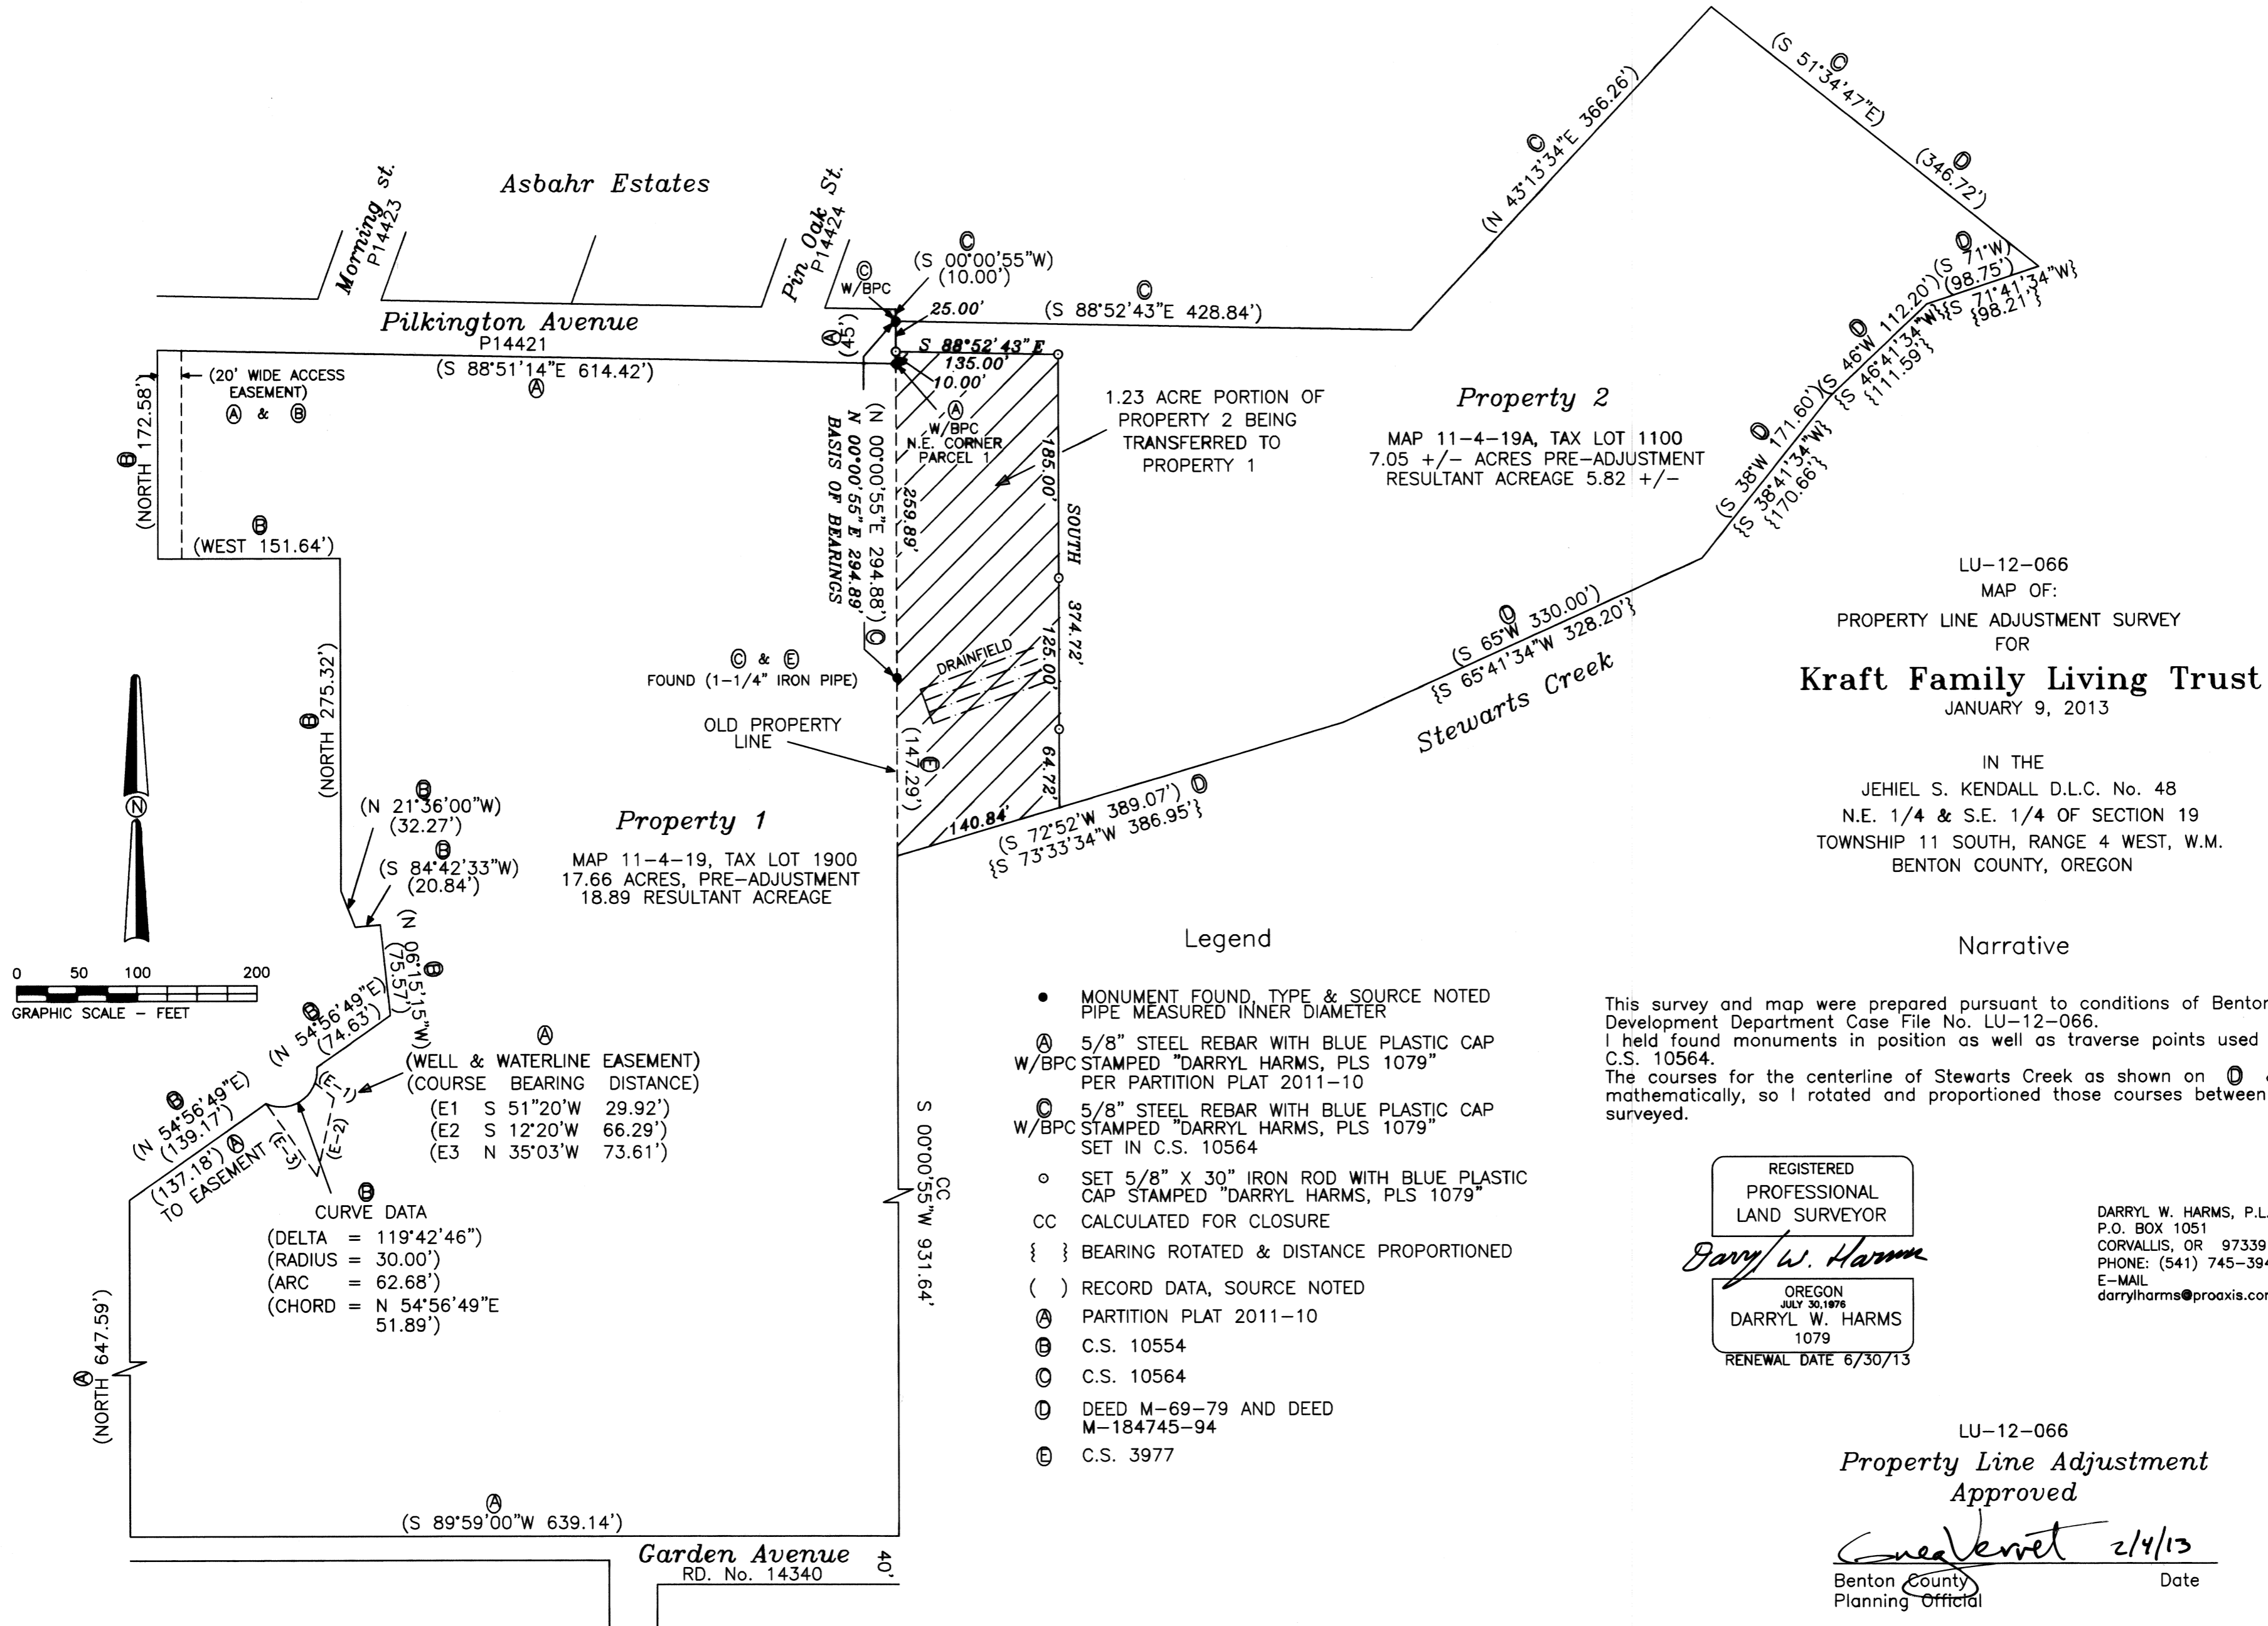 (S 51°34'47"E)
Ⓒ
Ⓓ
(346.72')
(N 43°13'34"E 366.26')
Ⓒ
Asbahr Estates
Morning st.
P14423
Pin Oak St.
P14424
Ⓒ
(S 00°00'55"W)
(10.00')
Ⓒ
W/BPC
25.00'
Ⓒ
(S 88°52'43"E 428.84')
Ⓓ
(S 71°W)
(98.75')
{S 71°41'34"W}
{98.21'}
Pilkington Avenue
P14421
Ⓐ
(45')
S 88°52'43"E
135.00'
10.00'
(S 88°51'14"E 614.42')
Ⓐ
(20' WIDE ACCESS
EASEMENT)
Ⓐ & Ⓑ
Ⓑ
(NORTH 172.58')
Ⓑ
(WEST 151.64')
Ⓐ
W/BPC
N.E. CORNER
PARCEL 1
(N 00°00'55"E 294.88') Ⓒ
N 00°00'55"E 294.89'
BASIS OF BEARINGS
259.89'
185.00'
SOUTH 374.72'
125.00'
64.72'
1.23 ACRE PORTION OF
PROPERTY 2 BEING
TRANSFERRED TO
PROPERTY 1
Property 2
MAP 11-4-19A, TAX LOT 1100
7.05 +/- ACRES PRE-ADJUSTMENT
RESULTANT ACREAGE 5.82 +/-
Ⓓ
(S 46°W 112.20')
{S 46°41'34"W}
{111.59'}
Ⓓ
(S 38°W 171.60')
{S 38°41'34"W}
{170.66'}
Ⓓ
(S 65°W 330.00')
{S 65°41'34"W 328.20'}
Stewarts Creek
DRAINFIELD
Ⓒ & Ⓔ
FOUND (1-1/4" IRON PIPE)
OLD PROPERTY
LINE
(147.29') Ⓔ
140.84'
(S 72°52'W 389.07') Ⓓ
{S 73°33'34"W 386.95'}
Ⓑ
(NORTH 275.32')
Ⓑ
(N 21°36'00"W)
(32.27')
Ⓑ
(S 84°42'33"W)
(20.84')
(N 06°15'15"W)
(75.57') Ⓑ
Property 1
MAP 11-4-19, TAX LOT 1900
17.66 ACRES, PRE-ADJUSTMENT
18.89 RESULTANT ACREAGE
N
0 50 100 200
GRAPHIC SCALE - FEET
Ⓑ
(N 54°56'49"E)
(74.63')
Ⓑ
(N 54°56'49"E)
(139.17')
(137.18') Ⓐ
TO EASEMENT
(E-1)
(E-2)
(E-3)
Ⓐ
(WELL & WATERLINE EASEMENT)
(COURSE BEARING DISTANCE)
(E1 S 51"20'W 29.92')
(E2 S 12°20'W 66.29')
(E3 N 35°03'W 73.61')
Ⓑ
CURVE DATA
(DELTA = 119°42'46")
(RADIUS = 30.00')
(ARC = 62.68')
(CHORD = N 54°56'49"E
51.89')
CC
S 00°00'55"W 931.64'
Ⓐ
(NORTH 647.59')
Ⓐ
(S 89°59'00"W 639.14')
Garden Avenue
RD. No. 14340
40'
LU-12-066
MAP OF:
PROPERTY LINE ADJUSTMENT SURVEY
FOR
Kraft Family Living Trust
JANUARY 9, 2013
IN THE
JEHIEL S. KENDALL D.L.C. No. 48
N.E. 1/4 & S.E. 1/4 OF SECTION 19
TOWNSHIP 11 SOUTH, RANGE 4 WEST, W.M.
BENTON COUNTY, OREGON
Legend
MONUMENT FOUND, TYPE & SOURCE NOTED
PIPE MEASURED INNER DIAMETER
Ⓐ 5/8" STEEL REBAR WITH BLUE PLASTIC CAP
W/BPC STAMPED "DARRYL HARMS, PLS 1079"
PER PARTITION PLAT 2011-10
Ⓒ 5/8" STEEL REBAR WITH BLUE PLASTIC CAP
W/BPC STAMPED "DARRYL HARMS, PLS 1079"
SET IN C.S. 10564
SET 5/8" X 30" IRON ROD WITH BLUE PLASTIC
CAP STAMPED "DARRYL HARMS, PLS 1079"
CC CALCULATED FOR CLOSURE
{ } BEARING ROTATED & DISTANCE PROPORTIONED
( ) RECORD DATA, SOURCE NOTED
Ⓐ PARTITION PLAT 2011-10
Ⓑ C.S. 10554
Ⓒ C.S. 10564
Ⓓ DEED M-69-79 AND DEED
M-184745-94
Ⓔ C.S. 3977
Narrative
This survey and map were prepared pursuant to conditions of Benton
Development Department Case File No. LU-12-066.
I held found monuments in position as well as traverse points used
C.S. 10564.
The courses for the centerline of Stewarts Creek as shown on Ⓓ
mathematically, so I rotated and proportioned those courses between
surveyed.
REGISTERED
PROFESSIONAL
LAND SURVEYOR
Darryl W. Harms
OREGON
JULY 30,1976
DARRYL W. HARMS
1079
RENEWAL DATE 6/30/13
DARRYL W. HARMS, P.L.
P.O. BOX 1051
CORVALLIS, OR 97339
PHONE: (541) 745-394
E-MAIL
darrylharms@proaxis.com
LU-12-066
Property Line Adjustment
Approved
2/4/13
Benton County Date
Planning Official